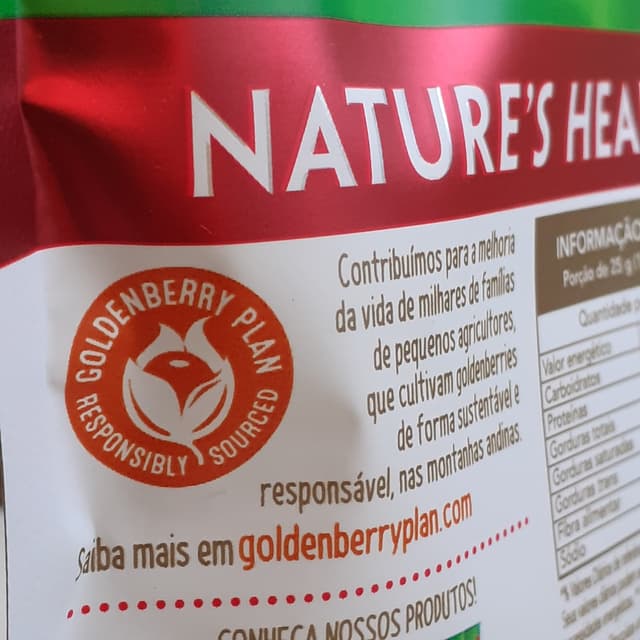 NATURE'S HEA
GOLDENBERRY PLAN
RESPONSIBLY SOURCED
Contribuímos para a melhoria
da vida de milhares de famílias
de pequenos agricultores,
que cultivam goldenberries
de forma sustentável e
responsável, nas montanhas andinas.
Saiba mais em goldenberryplan.com
CONHEÇA NOSSOS PRODUTOS!
INFORMAÇÃO
Porção de 25 g
Quantidade
Valor energético
Carboidratos
Proteínas
Gorduras totais
Gorduras saturadas
Gorduras trans
Fibra alimentar
Sódio